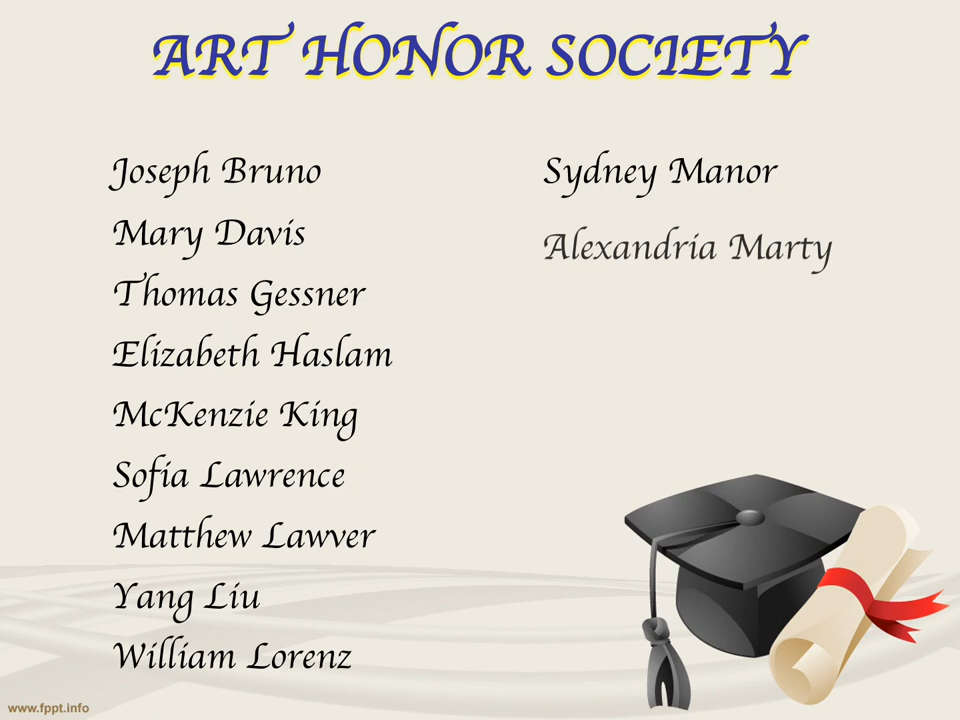 ART HONOR SOCIETY
Joseph Bruno
Mary Davis
Thomas Gessner
Elizabeth Haslam
McKenzie King
Sofia Lawrence
Matthew Lawver
Yang Liu
William Lorenz
Sydney Manor
Alexandria Marty
www.fppt.info